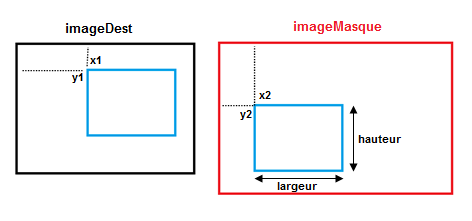 imageDest
x1
y1
imageMasque
x2
y2
hauteur
largeur